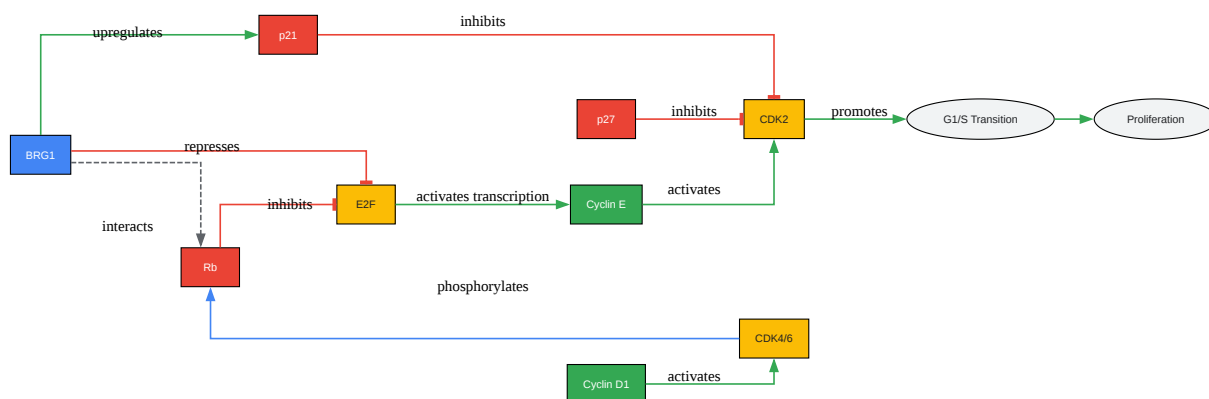 inhibits
upregulates
p21
p27
inhibits
CDK2
promotes
G1/S Transition
Proliferation
BRG1
represses
E2F
activates transcription
Cyclin E
activates
inhibits
interacts
Rb
phosphorylates
CDK4/6
Cyclin D1
activates